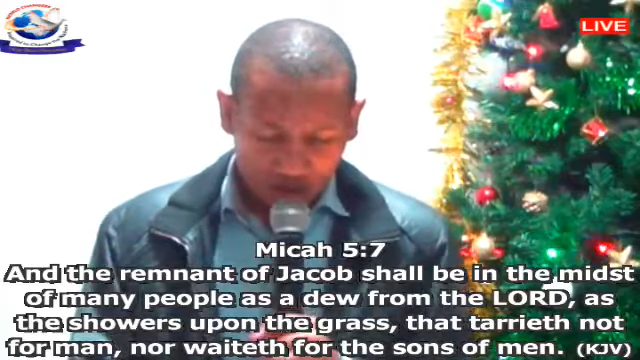 WORLD CHANGERS
LIVE
Micah 5:7
And the remnant of Jacob shall be in the midst
of many people as a dew from the LORD, as
the showers upon the grass, that tarrieth not
for man, nor waiteth for the sons of men. (KJV)